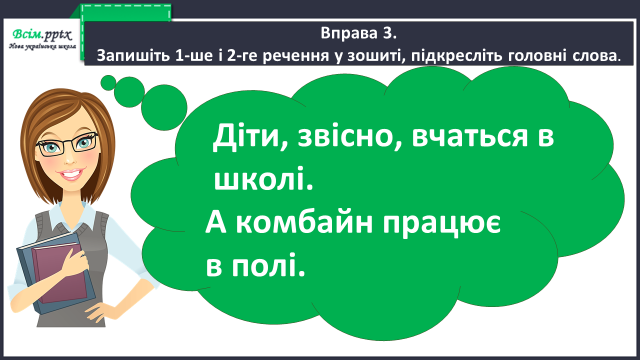 Всім.pptx
Нова українська школа
Вправа 3.
Запишіть 1-ше і 2-ге речення у зошиті, підкресліть головні слова.
Діти, звісно, вчаться в
школі.
А комбайн працює
в полі.